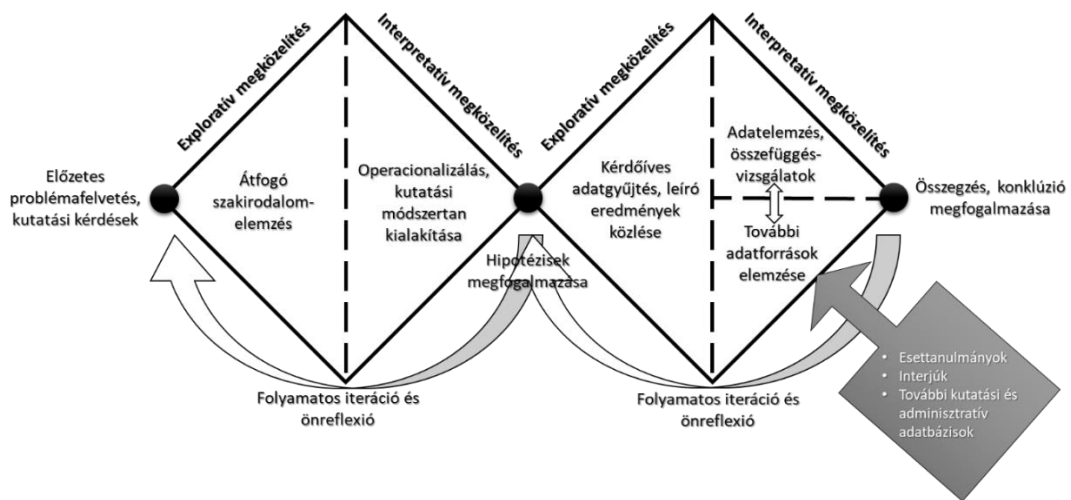 Exploratív megközelítés
Interpretatív megközelítés
Exploratív megközelítés
Interpretatív megközelítés
Előzetes
problémafelvetés,
kutatási kérdések
Átfogó
szakirodalom-
elemzés
Operacionalizálás,
kutatási
módszertan
kialakítása
Hipotézisek
megfogalmazása
Kérdőíves
adatgyűjtés, leíró
eredmények
közlése
Adatelemzés,
összefüggés-
vizsgálatok
További
adatforrások
elemzése
Összegzés, konklúzió
megfogalmazása
• Esettanulmányok
• Interjúk
• További kutatási és
adminisztratív
adatbázisok
Folyamatos iteráció és
önreflexió
Folyamatos iteráció és
önreflexió